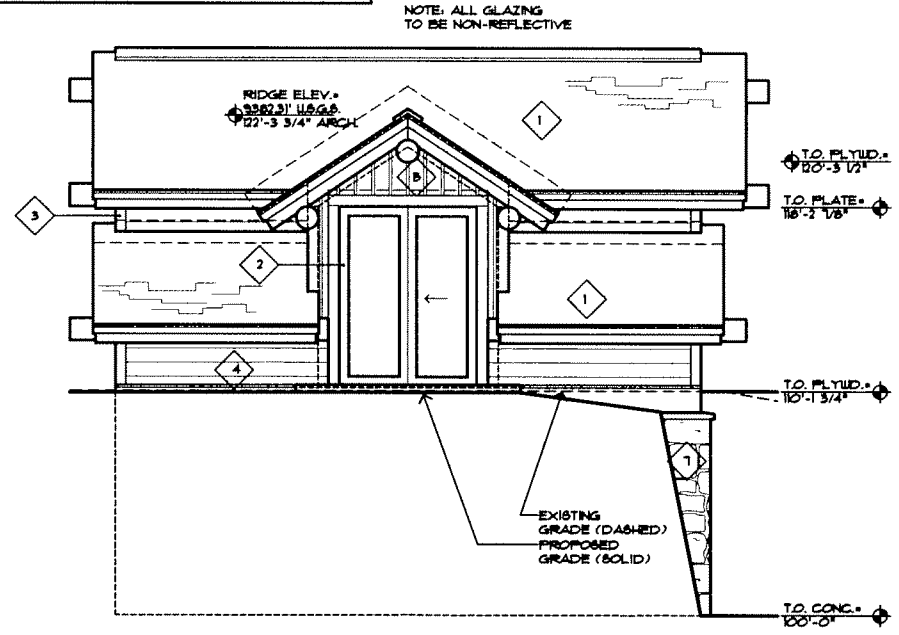 NOTE: ALL GLAZING
TO BE NON-REFLECTIVE
RIDGE ELEV.=
9382.31' U.S.G.S.
122'-3 3/4" ARCH.
1
T.O. PLYWD.=
120'-3 1/2"
B
T.O. PLATE=
118'-2 7/8"
3
2
1
4
T.O. PLYWD.=
110'-1 3/4"
7
EXISTING
GRADE (DASHED)
PROPOSED
GRADE (SOLID)
T.O. CONC.=
100'-0"